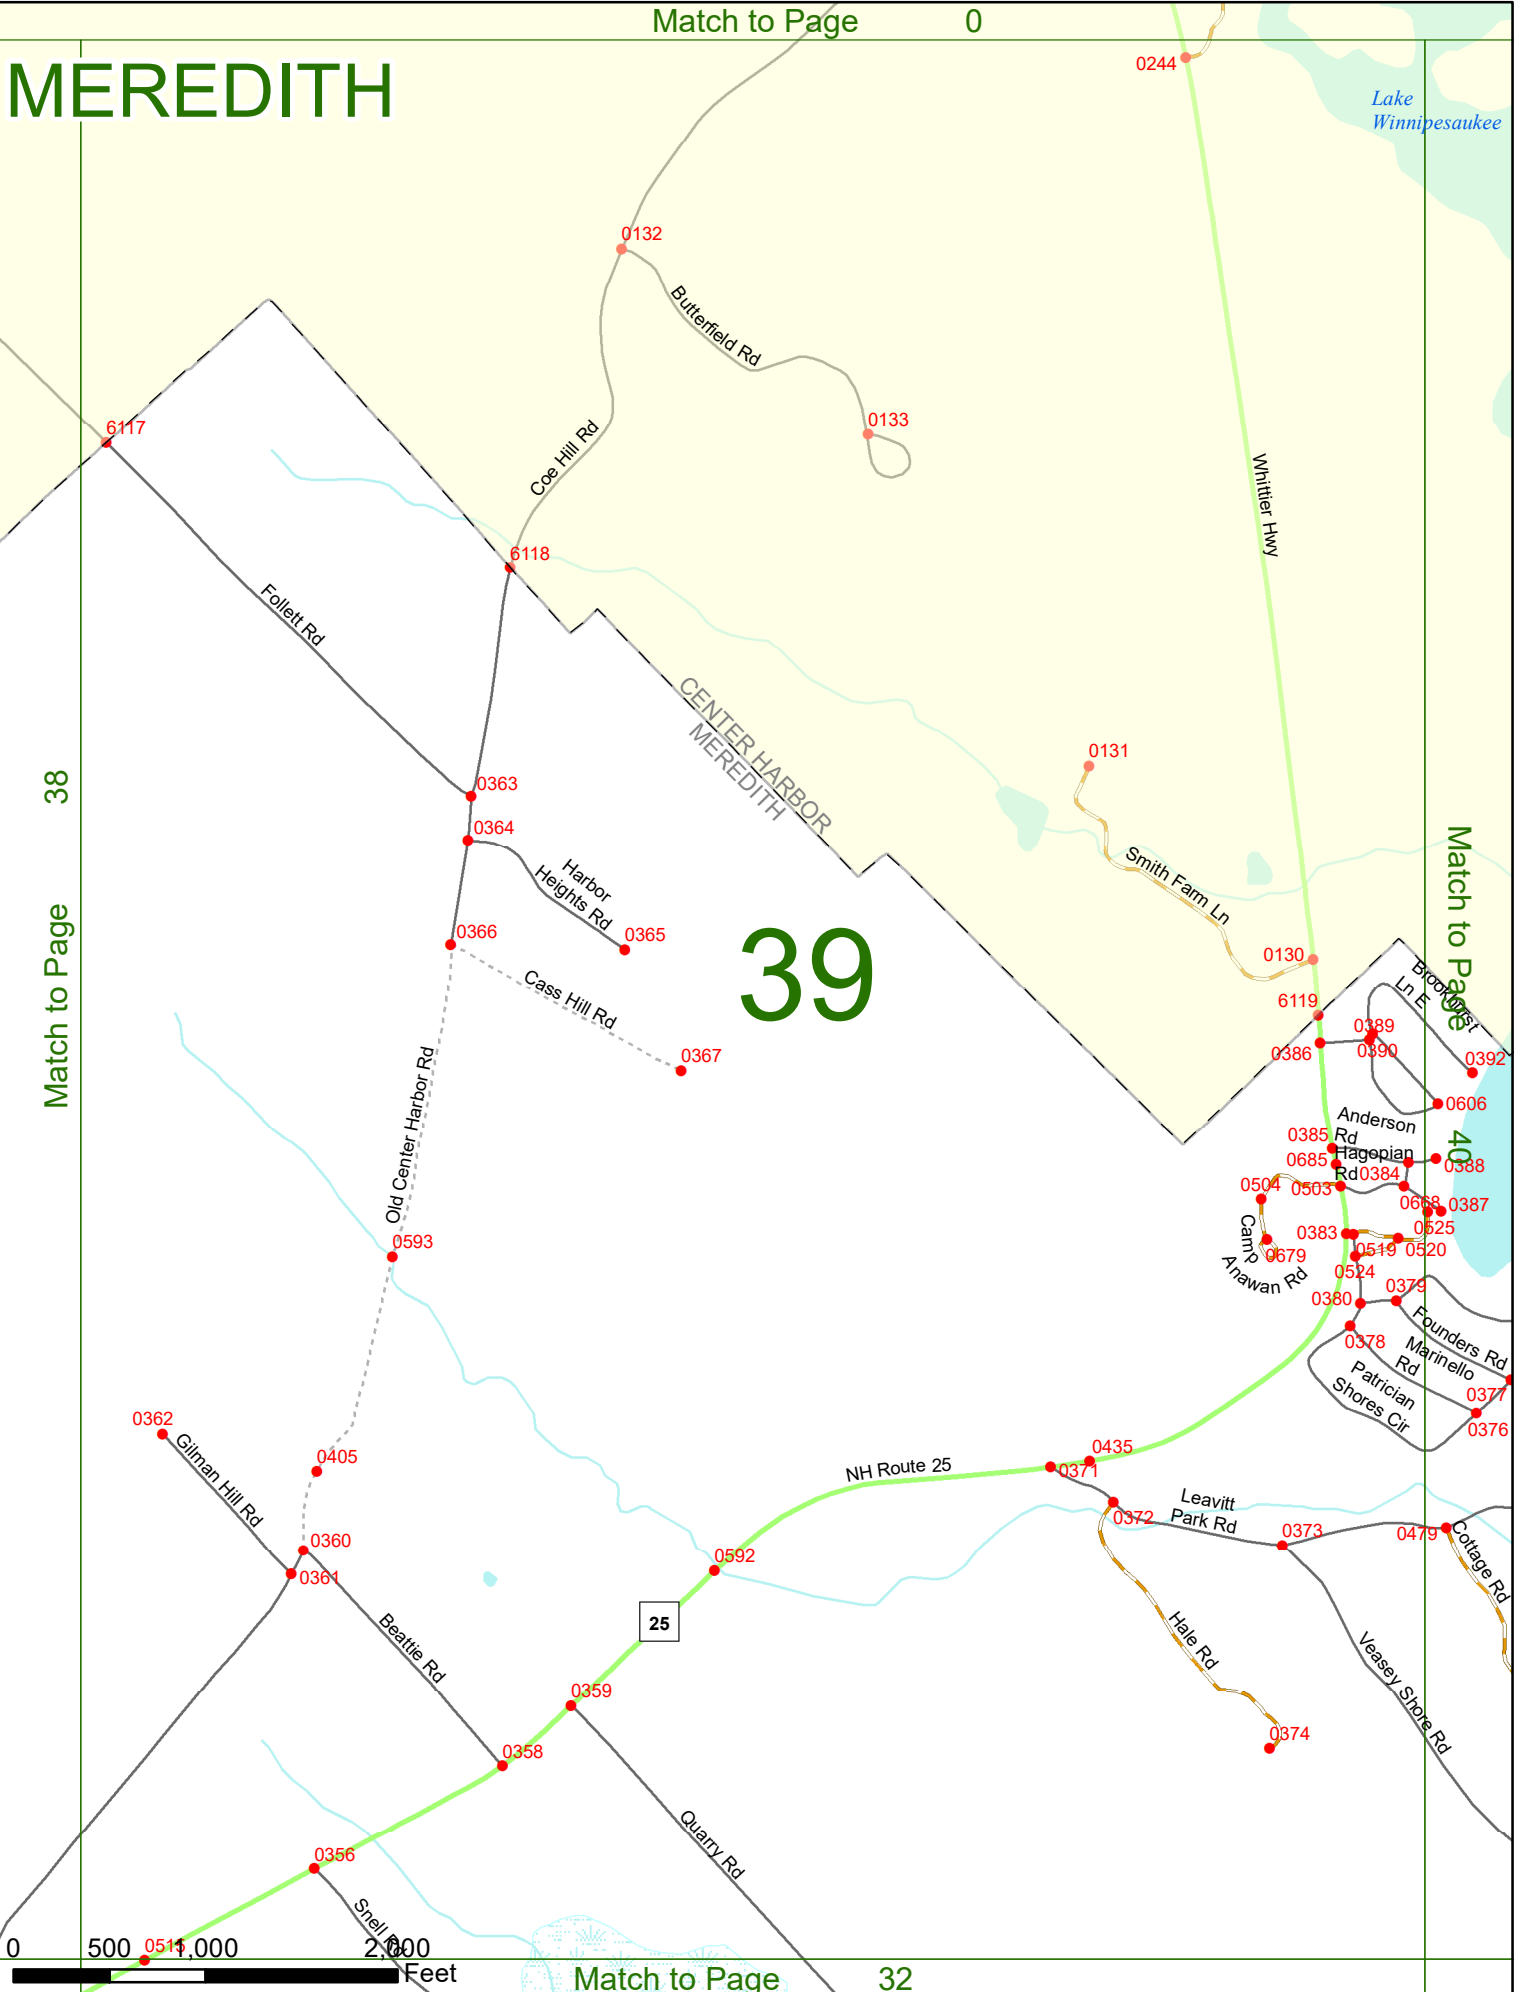 Match to Page 0
MEREDITH
0244
Lake
Winnipesaukee
0132
Butterfield Rd
6117
0133
Coe Hill Rd
Whittier Hwy
6118
Follett Rd
CENTER HARBOR
MEREDITH
0131
0363
0364
Match to Page 38
Harbor
Heights Rd
Smith Farm Ln
Match to Page 40
0366
0365
39
0130
Cass Hill Rd
Brookhurst
Ln E
6119
0389
0386
0390
0392
0367
Old Center Harbor Rd
0606
Anderson
Rd
0385
Hagopian
Rd
0685
0388
0384
0504
0503
0668
0387
0593
0383
0525
0519
0520
Camp
Anawan Rd
0679
0524
0380
0379
0378
Founders Rd
Marinello
Rd
Patrician
Shores Cir
0377
0376
0362
Gilman Hill Rd
0405
0435
NH Route 25
0371
Leavitt
Park Rd
0372
0373
0479
Cottage Rd
0360
0592
0361
25
Beattie Rd
Hale Rd
Veasey Shore Rd
0359
0374
0358
Quarry Rd
0356
Snell Rd
0515
0 500 1,000 2,000
Feet
Match to Page 32